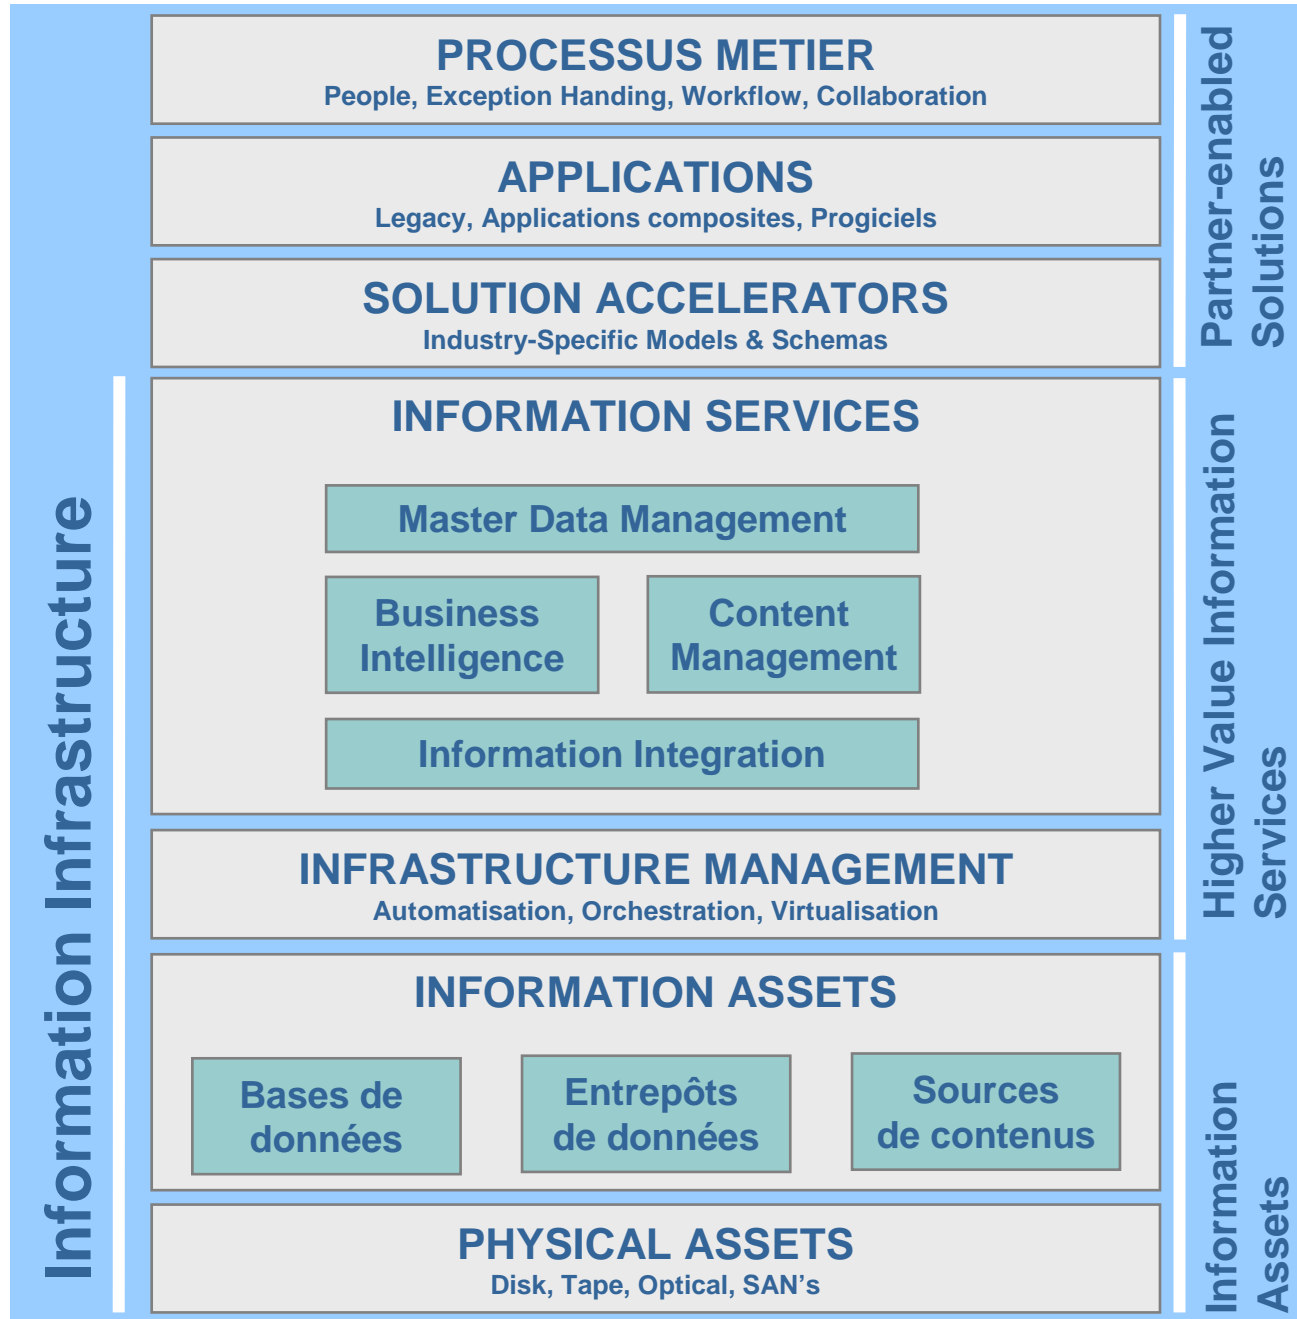 PROCESSUS METIER
People, Exception Handing, Workflow, Collaboration
APPLICATIONS
Legacy, Applications composites, Progiciels
SOLUTION ACCELERATORS
Industry-Specific Models & Schemas
Partner-enabled
Solutions
Information Infrastructure
INFORMATION SERVICES
Master Data Management
Business
Intelligence
Content
Management
Information Integration
INFRASTRUCTURE MANAGEMENT
Automatisation, Orchestration, Virtualisation
Higher Value Information
Services
INFORMATION ASSETS
Bases de
données
Entrepôts
de données
Sources
de contenus
PHYSICAL ASSETS
Disk, Tape, Optical, SAN’s
Information
Assets